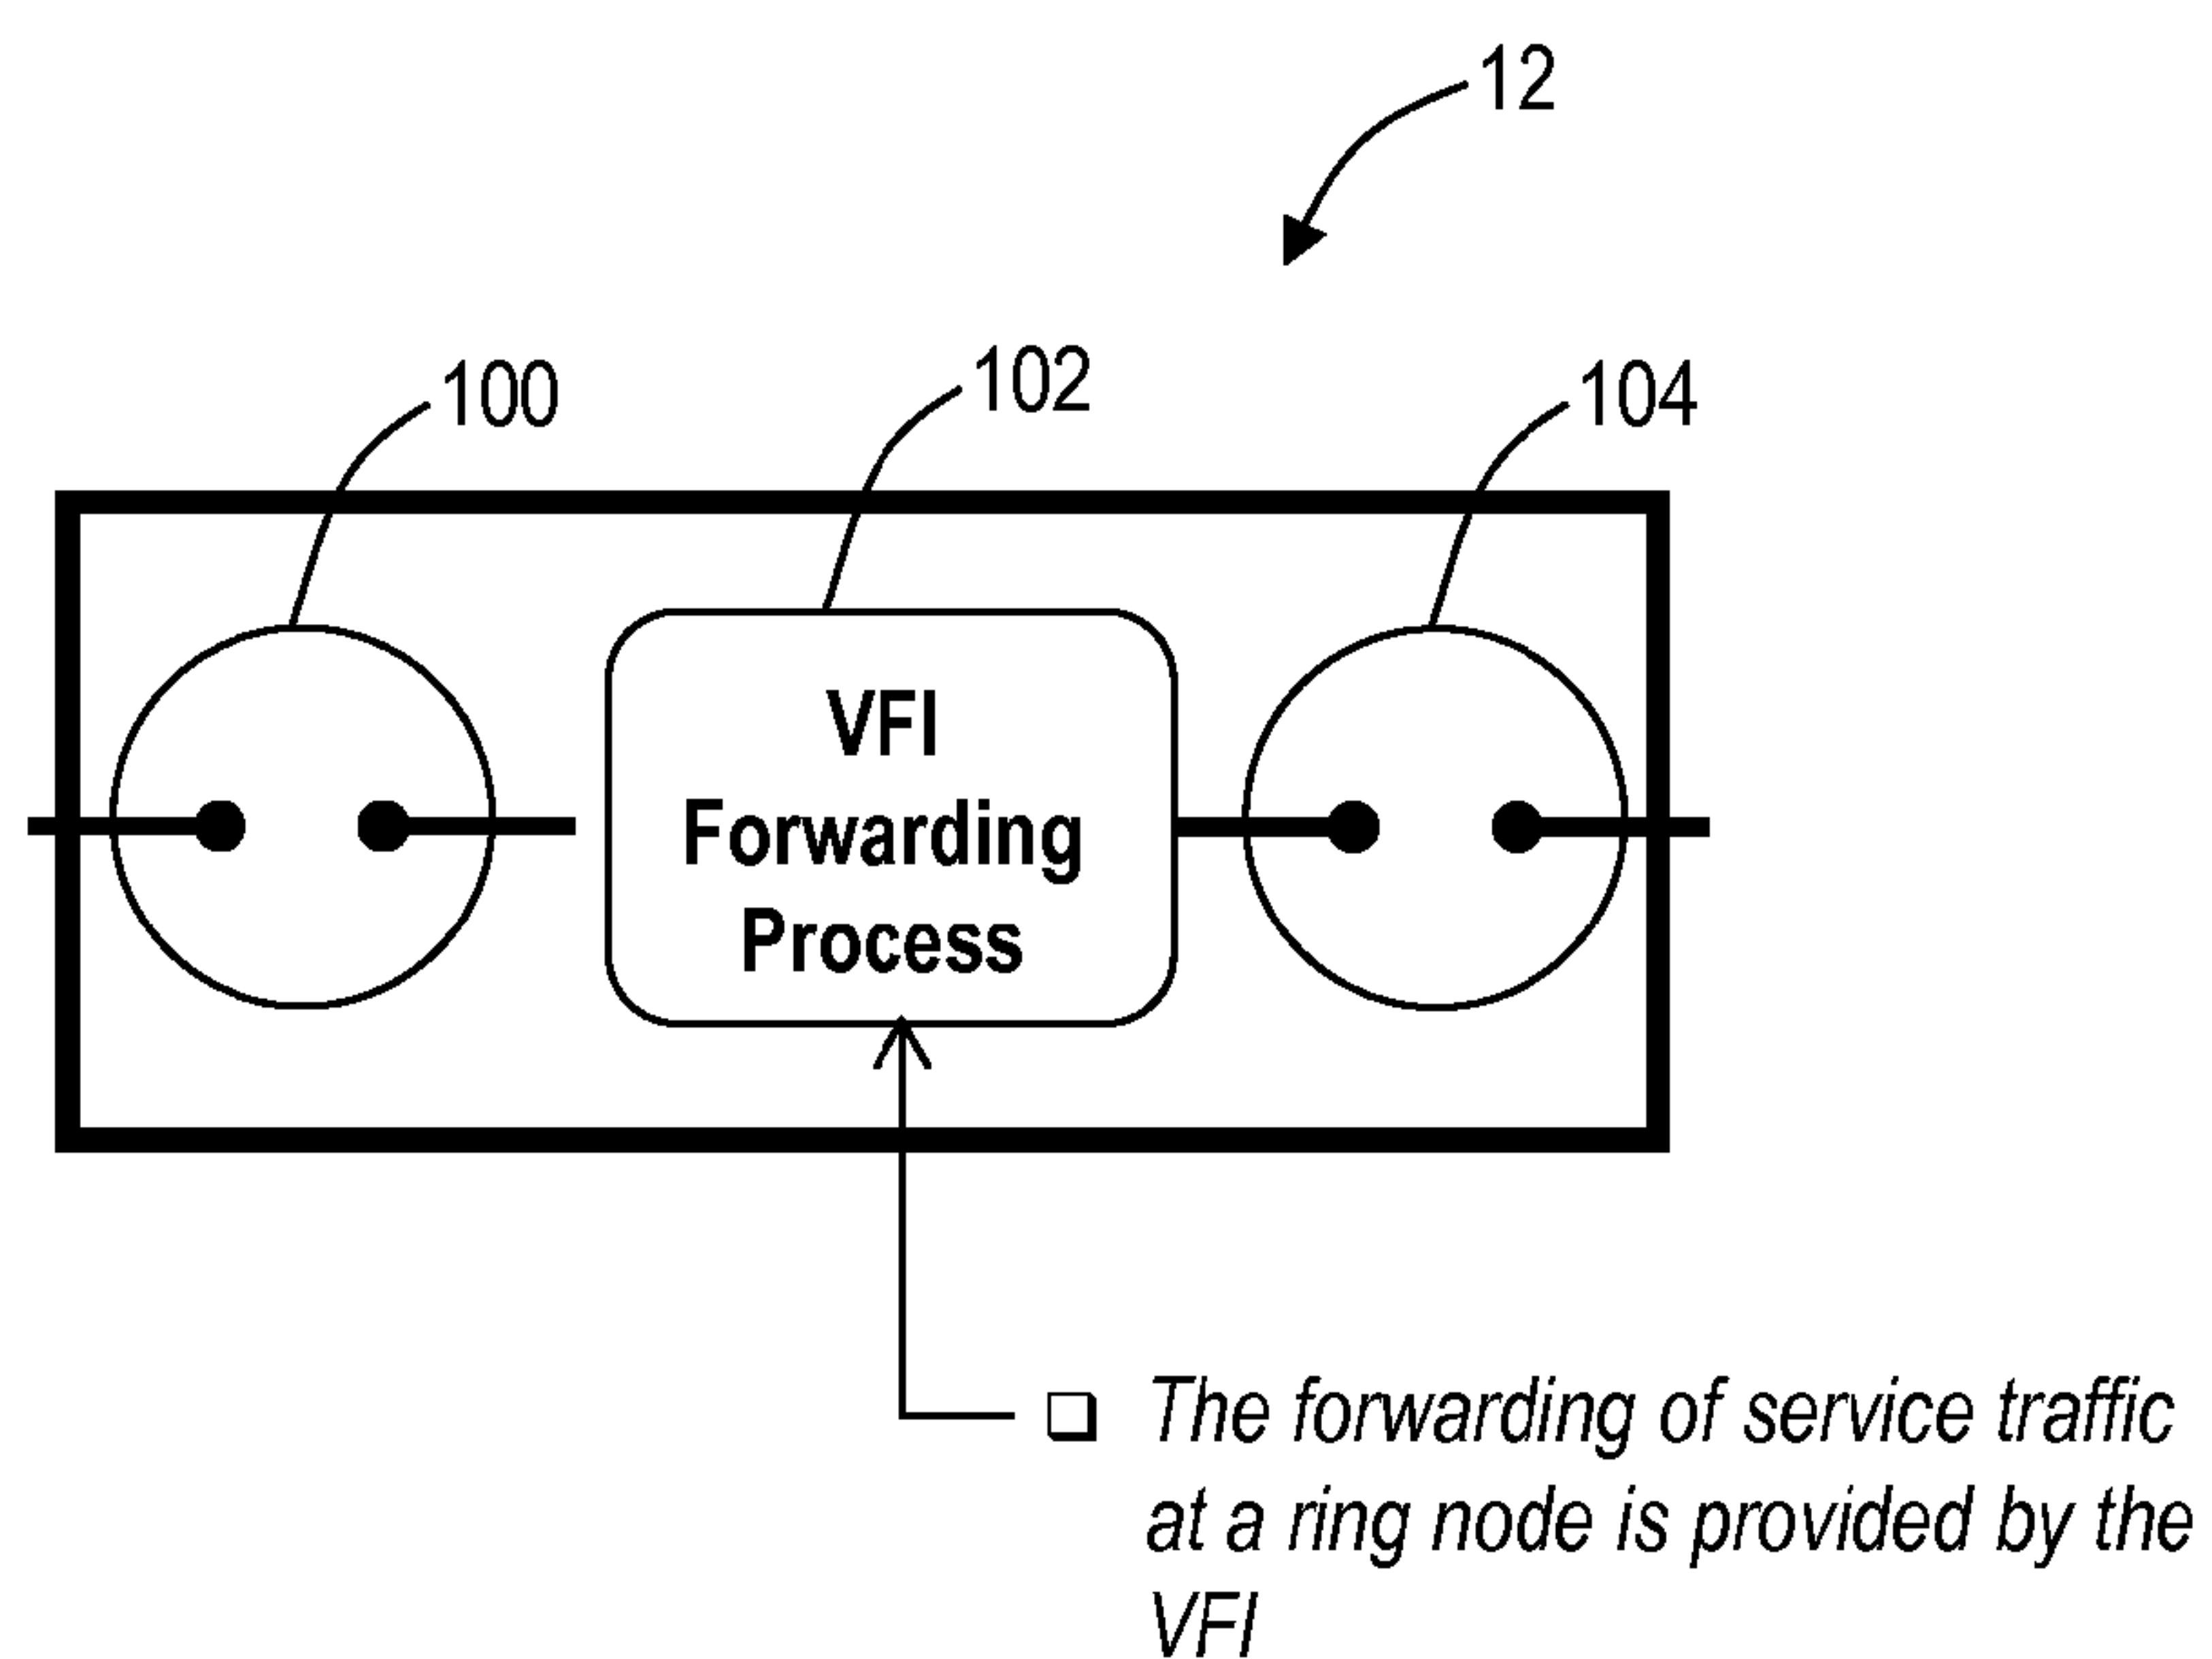 12
100
102
104
VFI
Forwarding
Process
❑ The forwarding of service traffic
at a ring node is provided by the
VFI